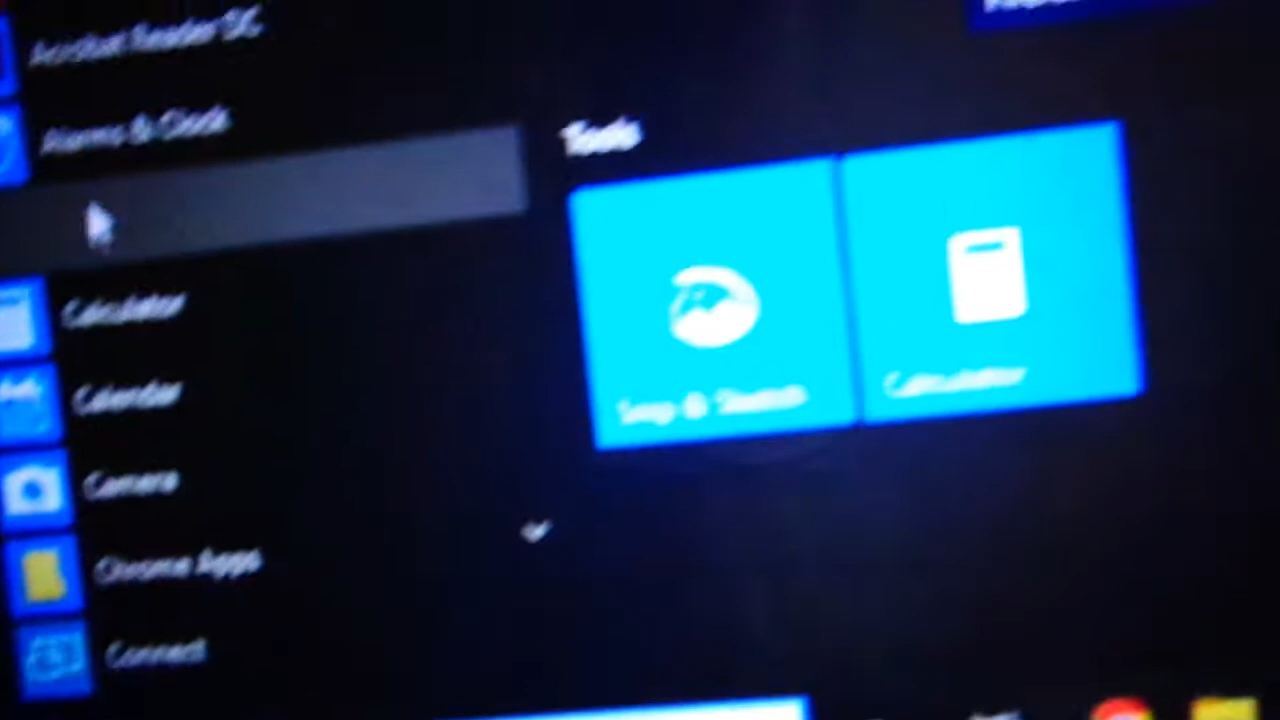 Acrobat Reader DC
Alarms & Clock
Calculator
Calendar
Camera
Chrome Apps
Connect
Tools
Snip & Sketch
Calculator